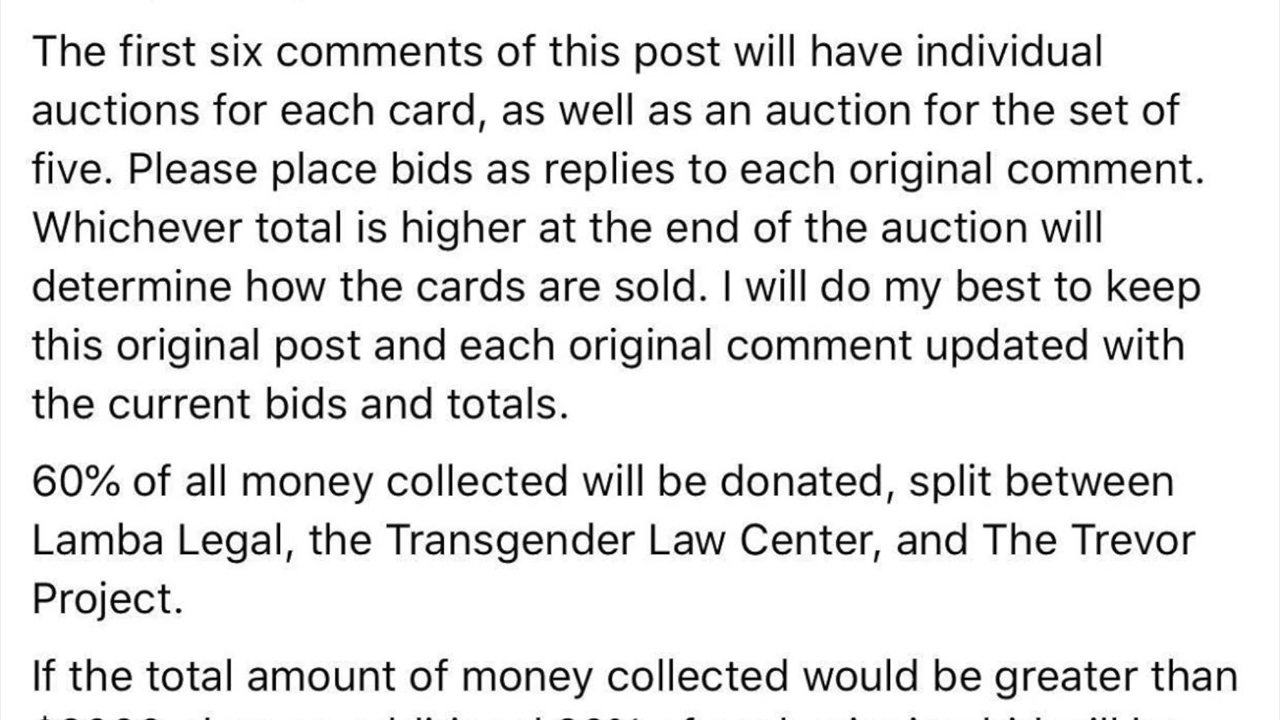 The first six comments of this post will have individual
auctions for each card, as well as an auction for the set of
five. Please place bids as replies to each original comment.
Whichever total is higher at the end of the auction will
determine how the cards are sold. I will do my best to keep
this original post and each original comment updated with
the current bids and totals.
60% of all money collected will be donated, split between
Lamba Legal, the Transgender Law Center, and The Trevor
Project.
If the total amount of money collected would be greater than